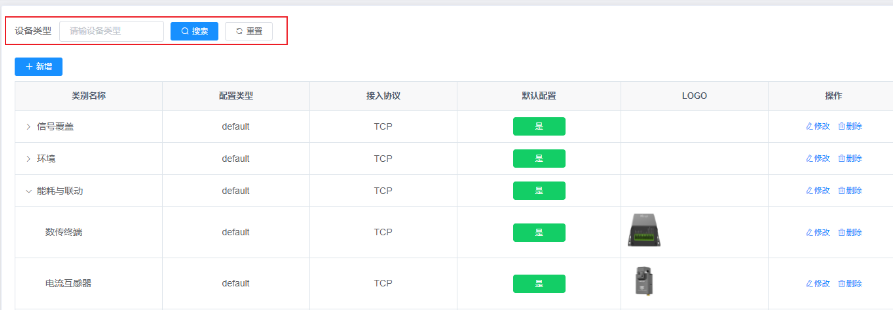 设备类型 请输设备类型 搜索 重置
新增
类别名称 配置类型 接入协议 默认配置 LOGO 操作
信号覆盖 default TCP 是 修改 删除
环境 default TCP 是 修改 删除
能耗与联动 default TCP 是 修改 删除
数传终端 default TCP 是 修改 删除
电流互感器 default TCP 是 修改 删除